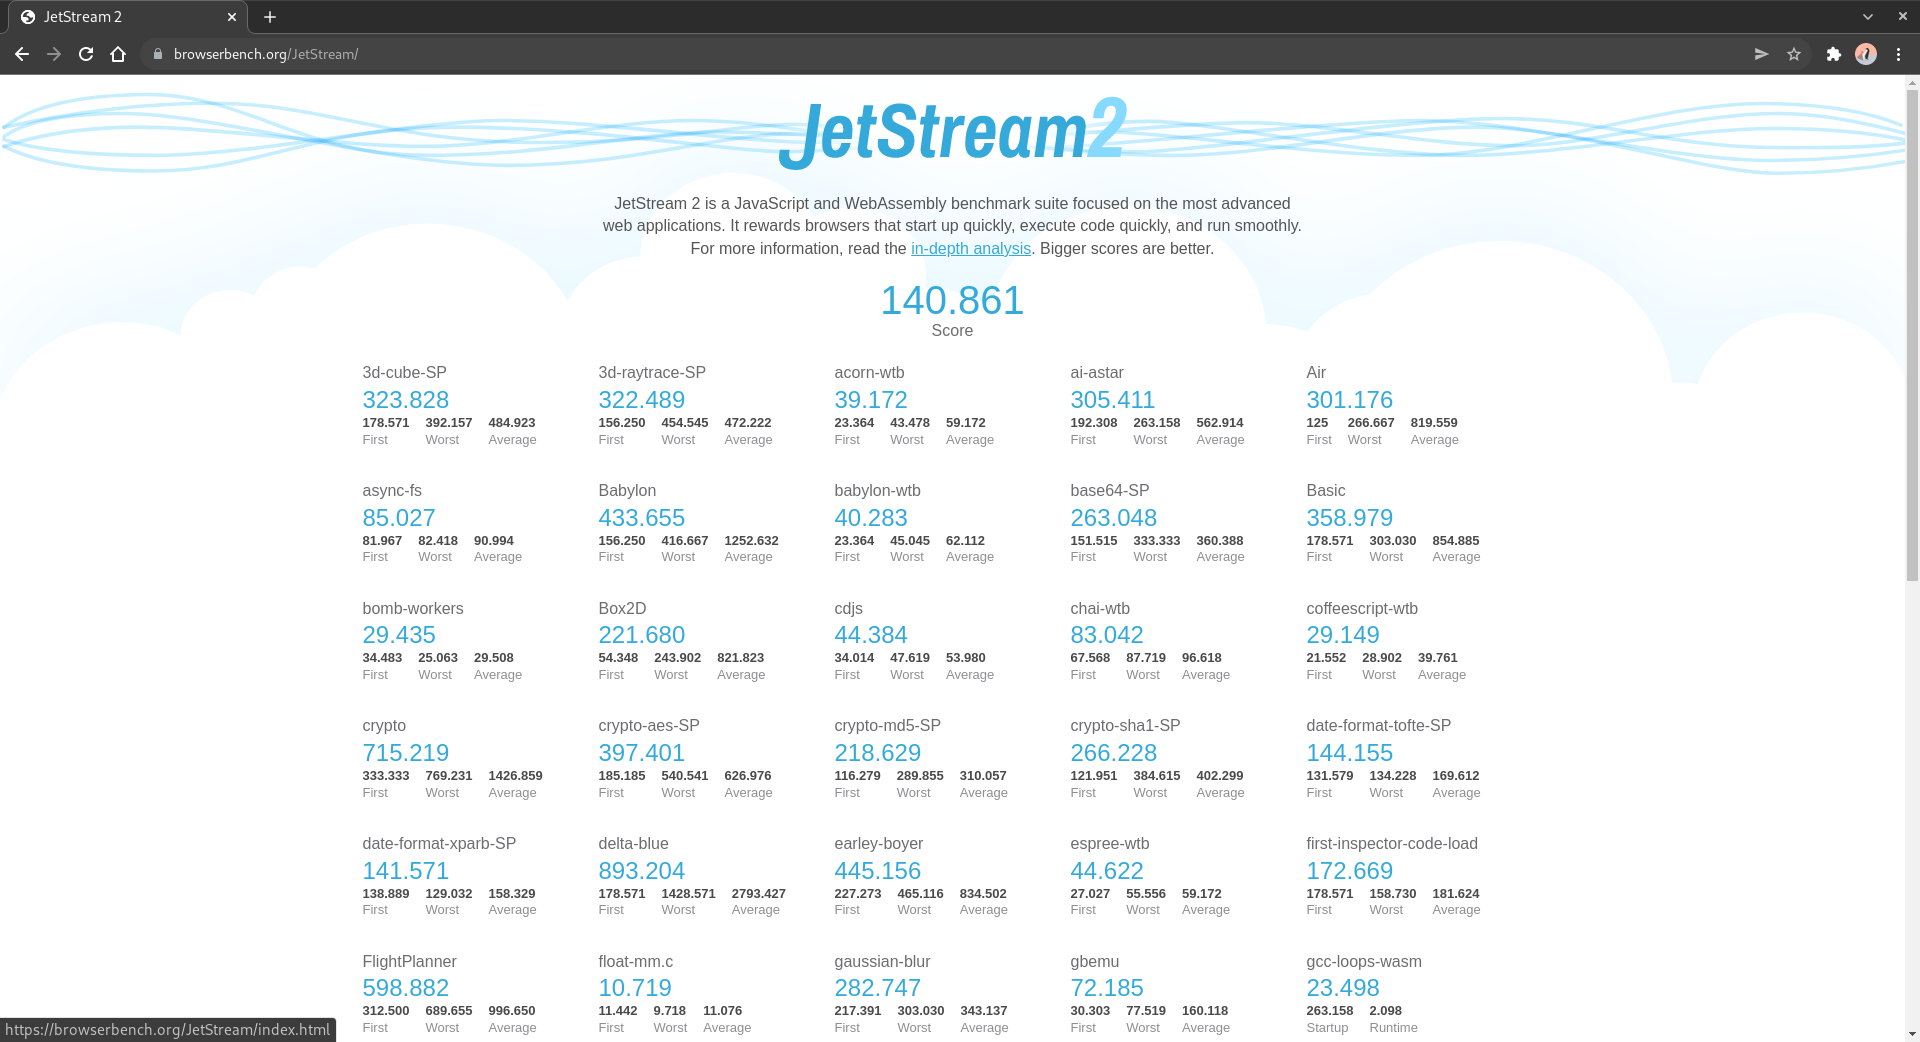 JetStream 2
browserbench.org/JetStream/
JetStream2
JetStream 2 is a JavaScript and WebAssembly benchmark suite focused on the most advanced
web applications. It rewards browsers that start up quickly, execute code quickly, and run smoothly.
For more information, read the in-depth analysis. Bigger scores are better.
140.861
Score
3d-cube-SP 3d-raytrace-SP acorn-wtb ai-astar Air
323.828 322.489 39.172 305.411 301.176
178.571 392.157 484.923 156.250 454.545 472.222 23.364 43.478 59.172 192.308 263.158 562.914 125 266.667 819.559
First Worst Average First Worst Average First Worst Average First Worst Average First Worst Average
async-fs Babylon babylon-wtb base64-SP Basic
85.027 433.655 40.283 263.048 358.979
81.967 82.418 90.994 156.250 416.667 1252.632 23.364 45.045 62.112 151.515 333.333 360.388 178.571 303.030 854.885
First Worst Average First Worst Average First Worst Average First Worst Average First Worst Average
bomb-workers Box2D cdjs chai-wtb coffeescript-wtb
29.435 221.680 44.384 83.042 29.149
34.483 25.063 29.508 54.348 243.902 821.823 34.014 47.619 53.980 67.568 87.719 96.618 21.552 28.902 39.761
First Worst Average First Worst Average First Worst Average First Worst Average First Worst Average
crypto crypto-aes-SP crypto-md5-SP crypto-sha1-SP date-format-tofte-SP
715.219 397.401 218.629 266.228 144.155
333.333 769.231 1426.859 185.185 540.541 626.976 116.279 289.855 310.057 121.951 384.615 402.299 131.579 134.228 169.612
First Worst Average First Worst Average First Worst Average First Worst Average First Worst Average
date-format-xparb-SP delta-blue earley-boyer espree-wtb first-inspector-code-load
141.571 893.204 445.156 44.622 172.669
138.889 129.032 158.329 178.571 1428.571 2793.427 227.273 465.116 834.502 27.027 55.556 59.172 178.571 158.730 181.624
First Worst Average First Worst Average First Worst Average First Worst Average First Worst Average
FlightPlanner float-mm.c gaussian-blur gbemu gcc-loops-wasm
598.882 10.719 282.747 72.185 23.498
312.500 689.655 996.650 11.442 9.718 11.076 217.391 303.030 343.137 30.303 77.519 160.118 263.158 2.098
First Worst Average First Worst Average First Worst Average First Worst Average Startup Runtime
https://browserbench.org/JetStream/index.html